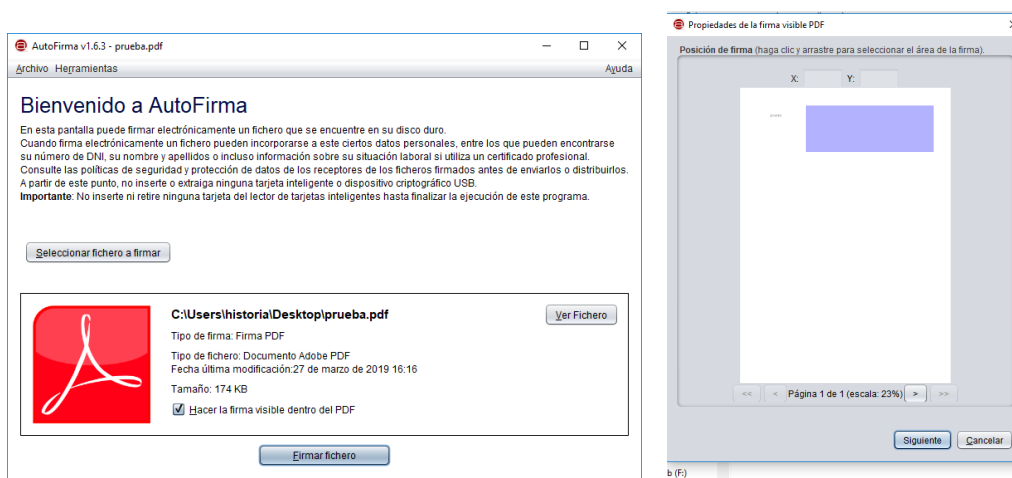 AutoFirma v1.6.3 - prueba.pdf
Archivo Herramientas
Ayuda
Bienvenido a AutoFirma
En esta pantalla puede firmar electrónicamente un fichero que se encuentre en su disco duro.
Cuando firma electrónicamente un fichero pueden incorporarse a este ciertos datos personales, entre los que pueden encontrarse
su número de DNI, su nombre y apellidos o incluso información sobre su situación laboral si utiliza un certificado profesional.
Consulte las políticas de seguridad y protección de datos de los receptores de los ficheros firmados antes de enviarlos o distribuirlos.
A partir de este punto, no inserte o extraiga ninguna tarjeta inteligente o dispositivo criptográfico USB.
Importante: No inserte ni retire ninguna tarjeta del lector de tarjetas inteligentes hasta finalizar la ejecución de este programa.
Seleccionar fichero a firmar
C:\Users\historia\Desktop\prueba.pdf
Ver Fichero
Tipo de firma: Firma PDF
Tipo de fichero: Documento Adobe PDF
Fecha última modificación:27 de marzo de 2019 16:16
Tamaño: 174 KB
Hacer la firma visible dentro del PDF
Firmar fichero
Propiedades de la firma visible PDF
Posición de firma (haga clic y arrastre para seleccionar el área de la firma).
X: Y:
<< < Página 1 de 1 (escala: 23%) > >>
Siguiente Cancelar
b (F:)